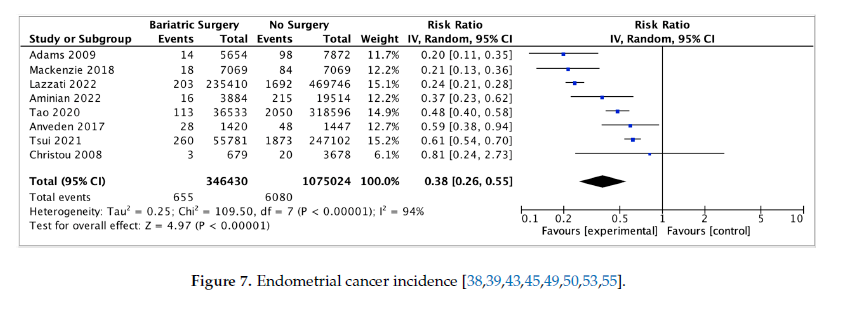 Bariatric Surgery No Surgery Risk Ratio Risk Ratio
Study or Subgroup Events Total Events Total Weight IV, Random, 95% CI IV, Random, 95% CI
Adams 2009 14 5654 98 7872 11.7% 0.20 [0.11, 0.35]
Mackenzie 2018 18 7069 84 7069 12.2% 0.21 [0.13, 0.36]
Lazzati 2022 203 235410 1692 469746 15.1% 0.24 [0.21, 0.28]
Aminian 2022 16 3884 215 19514 12.1% 0.37 [0.23, 0.62]
Tao 2020 113 36533 2050 318596 14.9% 0.48 [0.40, 0.58]
Anveden 2017 28 1420 48 1447 12.7% 0.59 [0.38, 0.94]
Tsui 2021 260 55781 1873 247102 15.2% 0.61 [0.54, 0.70]
Christou 2008 3 679 20 3678 6.1% 0.81 [0.24, 2.73]
Total (95% CI) 346430 1075024 100.0% 0.38 [0.26, 0.55]
Total events 655 6080
Heterogeneity: Tau² = 0.25; Chi² = 109.50, df = 7 (P < 0.00001); I² = 94%
Test for overall effect: Z = 4.97 (P < 0.00001)
0.1 0.2 0.5 1 2 5 10
Favours [experimental] Favours [control]
Figure 7. Endometrial cancer incidence [38,39,43,45,49,50,53,55].